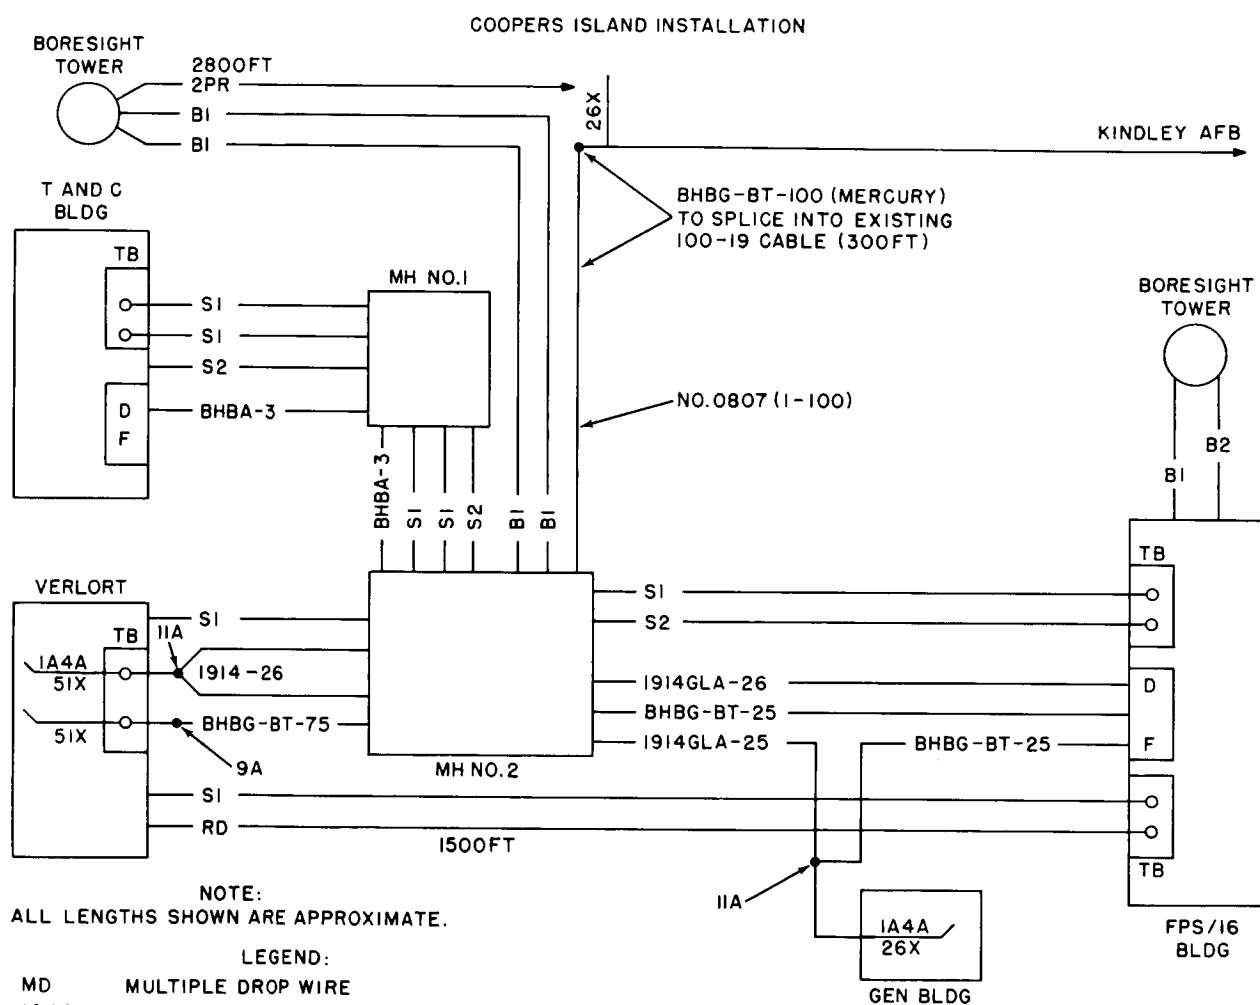 COOPERS ISLAND INSTALLATION
BORESIGHT
TOWER
2800FT
2PR
B1
B1
26X
KINDLEY AFB
T AND C
BLDG
TB
S1
S1
S2
D
F
BHBA-3
MH NO.1
BHBG-BT-100 (MERCURY)
TO SPLICE INTO EXISTING
100-19 CABLE (300FT)
BORESIGHT
TOWER
NO.0807 (1-100)
B1
B2
BHBA-3
S1
S1
S2
B1
B1
VERLORT
TB
S1
11A
1A4A
51X
1914-26
51X
BHBG-BT-75
9A
MH NO.2
S1
S2
1914GLA-26
BHBG-BT-25
1914GLA-25
BHBG-BT-25
TB
D
F
S1
RD
1500FT
TB
11A
1A4A
26X
GEN BLDG
FPS/16
BLDG
NOTE:
ALL LENGTHS SHOWN ARE APPROXIMATE.
LEGEND:
MD MULTIPLE DROP WIRE